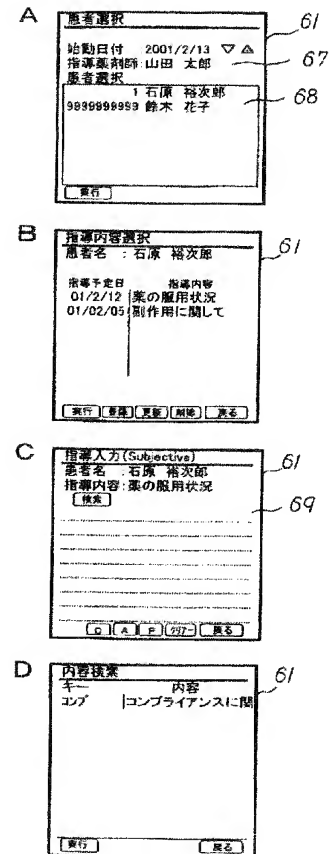 A
患者選択
61
始動日付 2001/2/13 ▽ △
指導薬剤師:山田 太郎
67
患者選択
1 石原 裕次郎
68
9999999999 鈴木 花子
実行
B
指導内容選択
61
患者名 :石原 裕次郎
指導予定日 指導内容
01/2/12 薬の服用状況
01/02/05 副作用に関して
実行 登録 更新 削除 戻る
C
指導入力(Subjective)
61
患者名 :石原 裕次郎
指導内容:薬の服用状況
検索
69
O A P クリアー 戻る
D
内容検索
61
キー 内容
コンプ コンプライアンスに関
実行 戻る